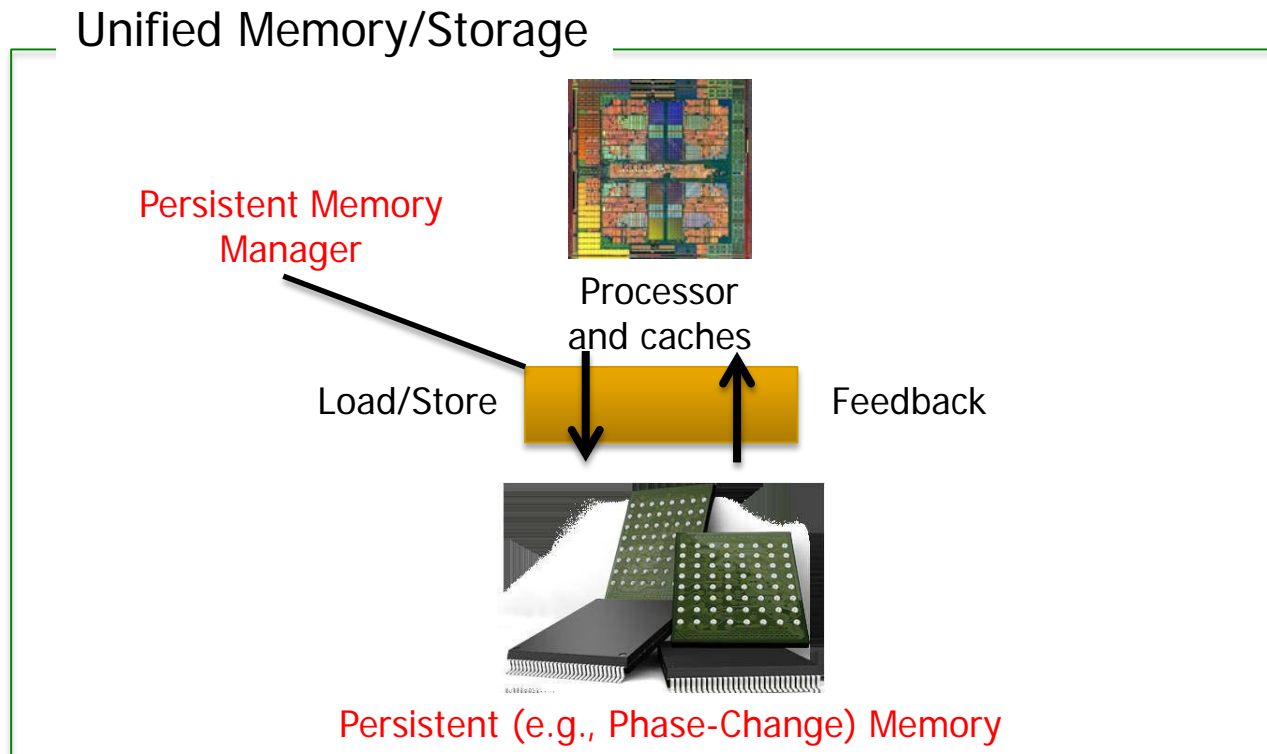 Unified Memory/Storage
Persistent Memory
Manager
Processor
and caches
Load/Store
Feedback
Persistent (e.g., Phase-Change) Memory